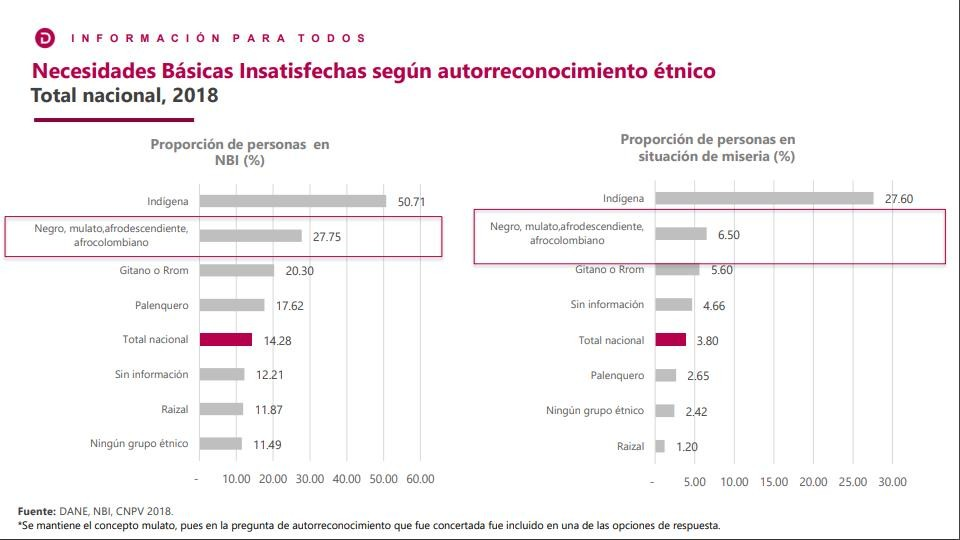 INFORMACIÓN PARA TODOS
Necesidades Básicas Insatisfechas según autorreconocimiento étnico
Total nacional, 2018
Proporción de personas en
NBI (%)
Indígena 50.71
Negro, mulato,afrodescendiente,
afrocolombiano 27.75
Gitano o Rrom 20.30
Palenquero 17.62
Total nacional 14.28
Sin información 12.21
Raizal 11.87
Ningún grupo étnico 11.49
- 10.00 20.00 30.00 40.00 50.00 60.00
Proporción de personas en
situación de miseria (%)
Indígena 27.60
Negro, mulato,afrodescendiente,
afrocolombiano 6.50
Gitano o Rrom 5.60
Sin información 4.66
Total nacional 3.80
Palenquero 2.65
Ningún grupo étnico 2.42
Raizal 1.20
- 5.00 10.00 15.00 20.00 25.00 30.00
Fuente: DANE, NBI, CNPV 2018.
*Se mantiene el concepto mulato, pues en la pregunta de autorreconocimiento que fue concertada fue incluido en una de las opciones de respuesta.